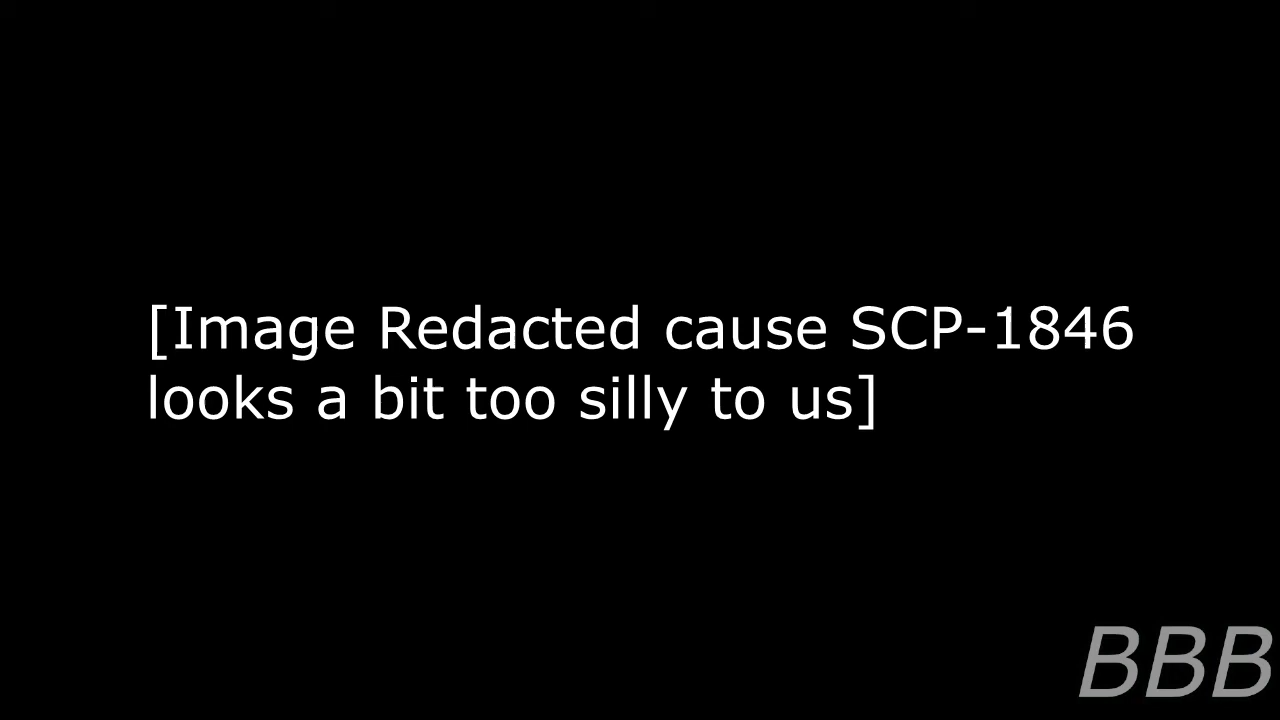 [Image Redacted cause SCP-1846
looks a bit too silly to us]
BBB